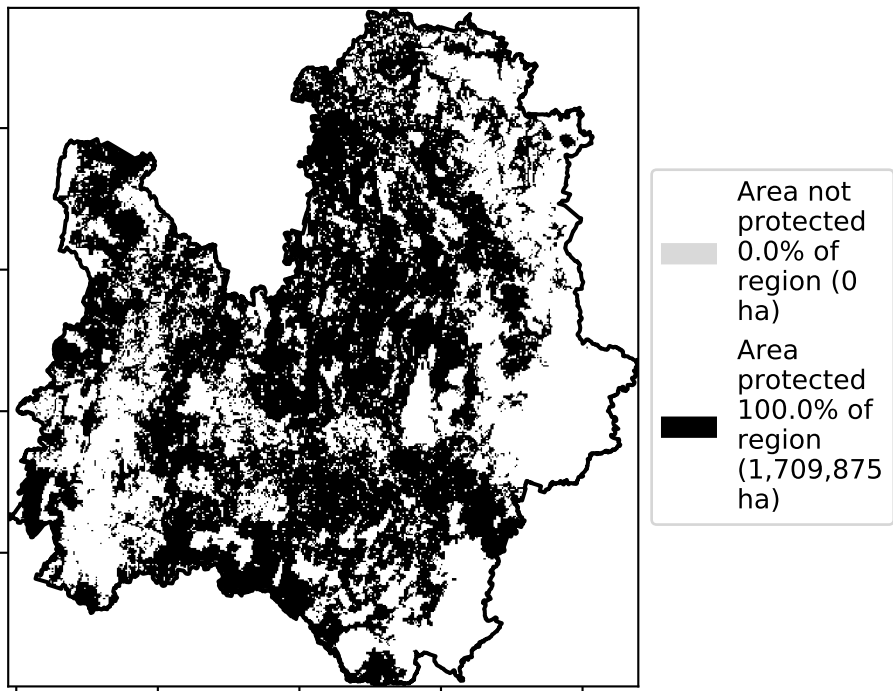 Area not
protected
0.0% of
region (0
ha)
Area
protected
100.0% of
region
(1,709,875
ha)